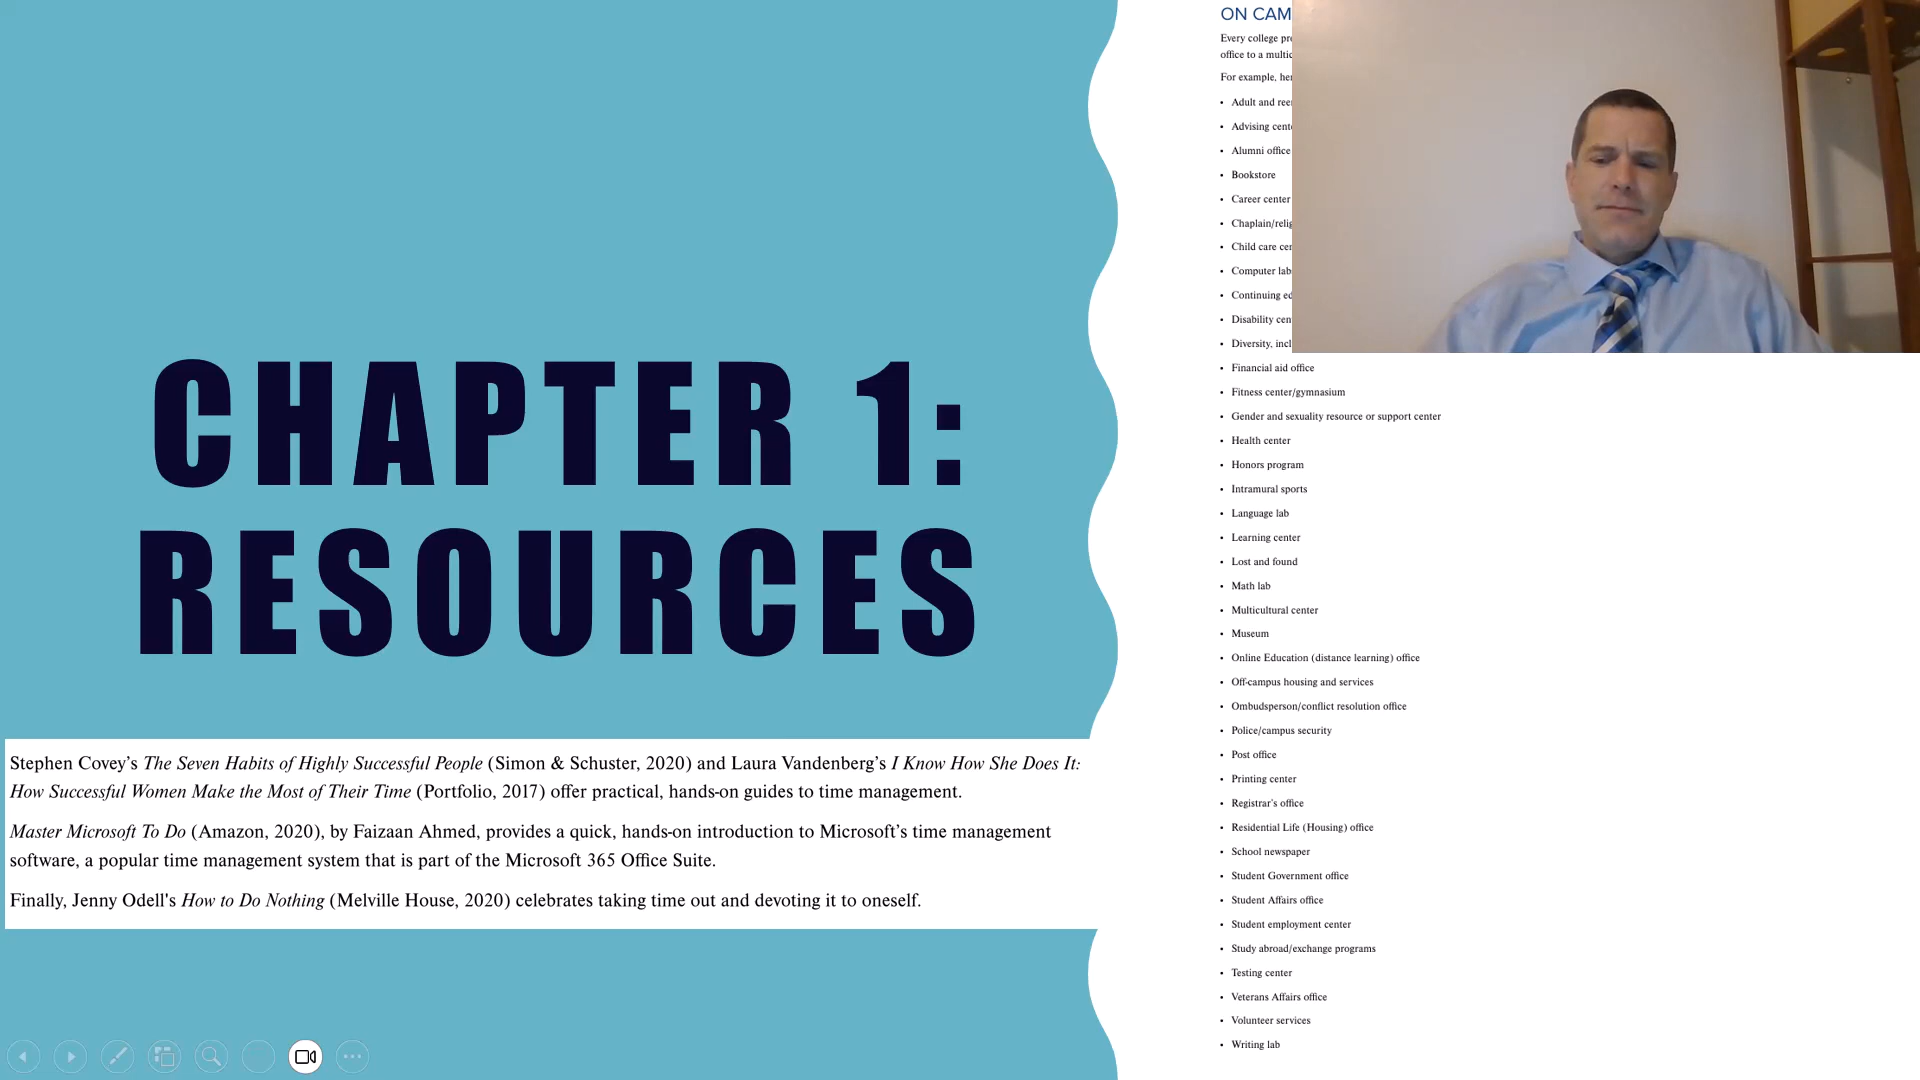 CHAPTER 1:
RESOURCES
Stephen Covey’s The Seven Habits of Highly Successful People (Simon & Schuster, 2020) and Laura Vandenberg’s I Know How She Does It:
How Successful Women Make the Most of Their Time (Portfolio, 2017) offer practical, hands-on guides to time management.
Master Microsoft To Do (Amazon, 2020), by Faizaan Ahmed, provides a quick, hands-on introduction to Microsoft’s time management
software, a popular time management system that is part of the Microsoft 365 Office Suite.
Finally, Jenny Odell's How to Do Nothing (Melville House, 2020) celebrates taking time out and devoting it to oneself.
ON CAM
Every college pr
office to a multic
For example, her
• Adult and ree
• Advising cent
• Alumni office
• Bookstore
• Career center
• Chaplain/relig
• Child care cen
• Computer lab
• Continuing ed
• Disability cen
• Diversity, incl
• Financial aid office
• Fitness center/gymnasium
• Gender and sexuality resource or support center
• Health center
• Honors program
• Intramural sports
• Language lab
• Learning center
• Lost and found
• Math lab
• Multicultural center
• Museum
• Online Education (distance learning) office
• Off-campus housing and services
• Ombudsperson/conflict resolution office
• Police/campus security
• Post office
• Printing center
• Registrar’s office
• Residential Life (Housing) office
• School newspaper
• Student Government office
• Student Affairs office
• Student employment center
• Study abroad/exchange programs
• Testing center
• Veterans Affairs office
• Volunteer services
• Writing lab